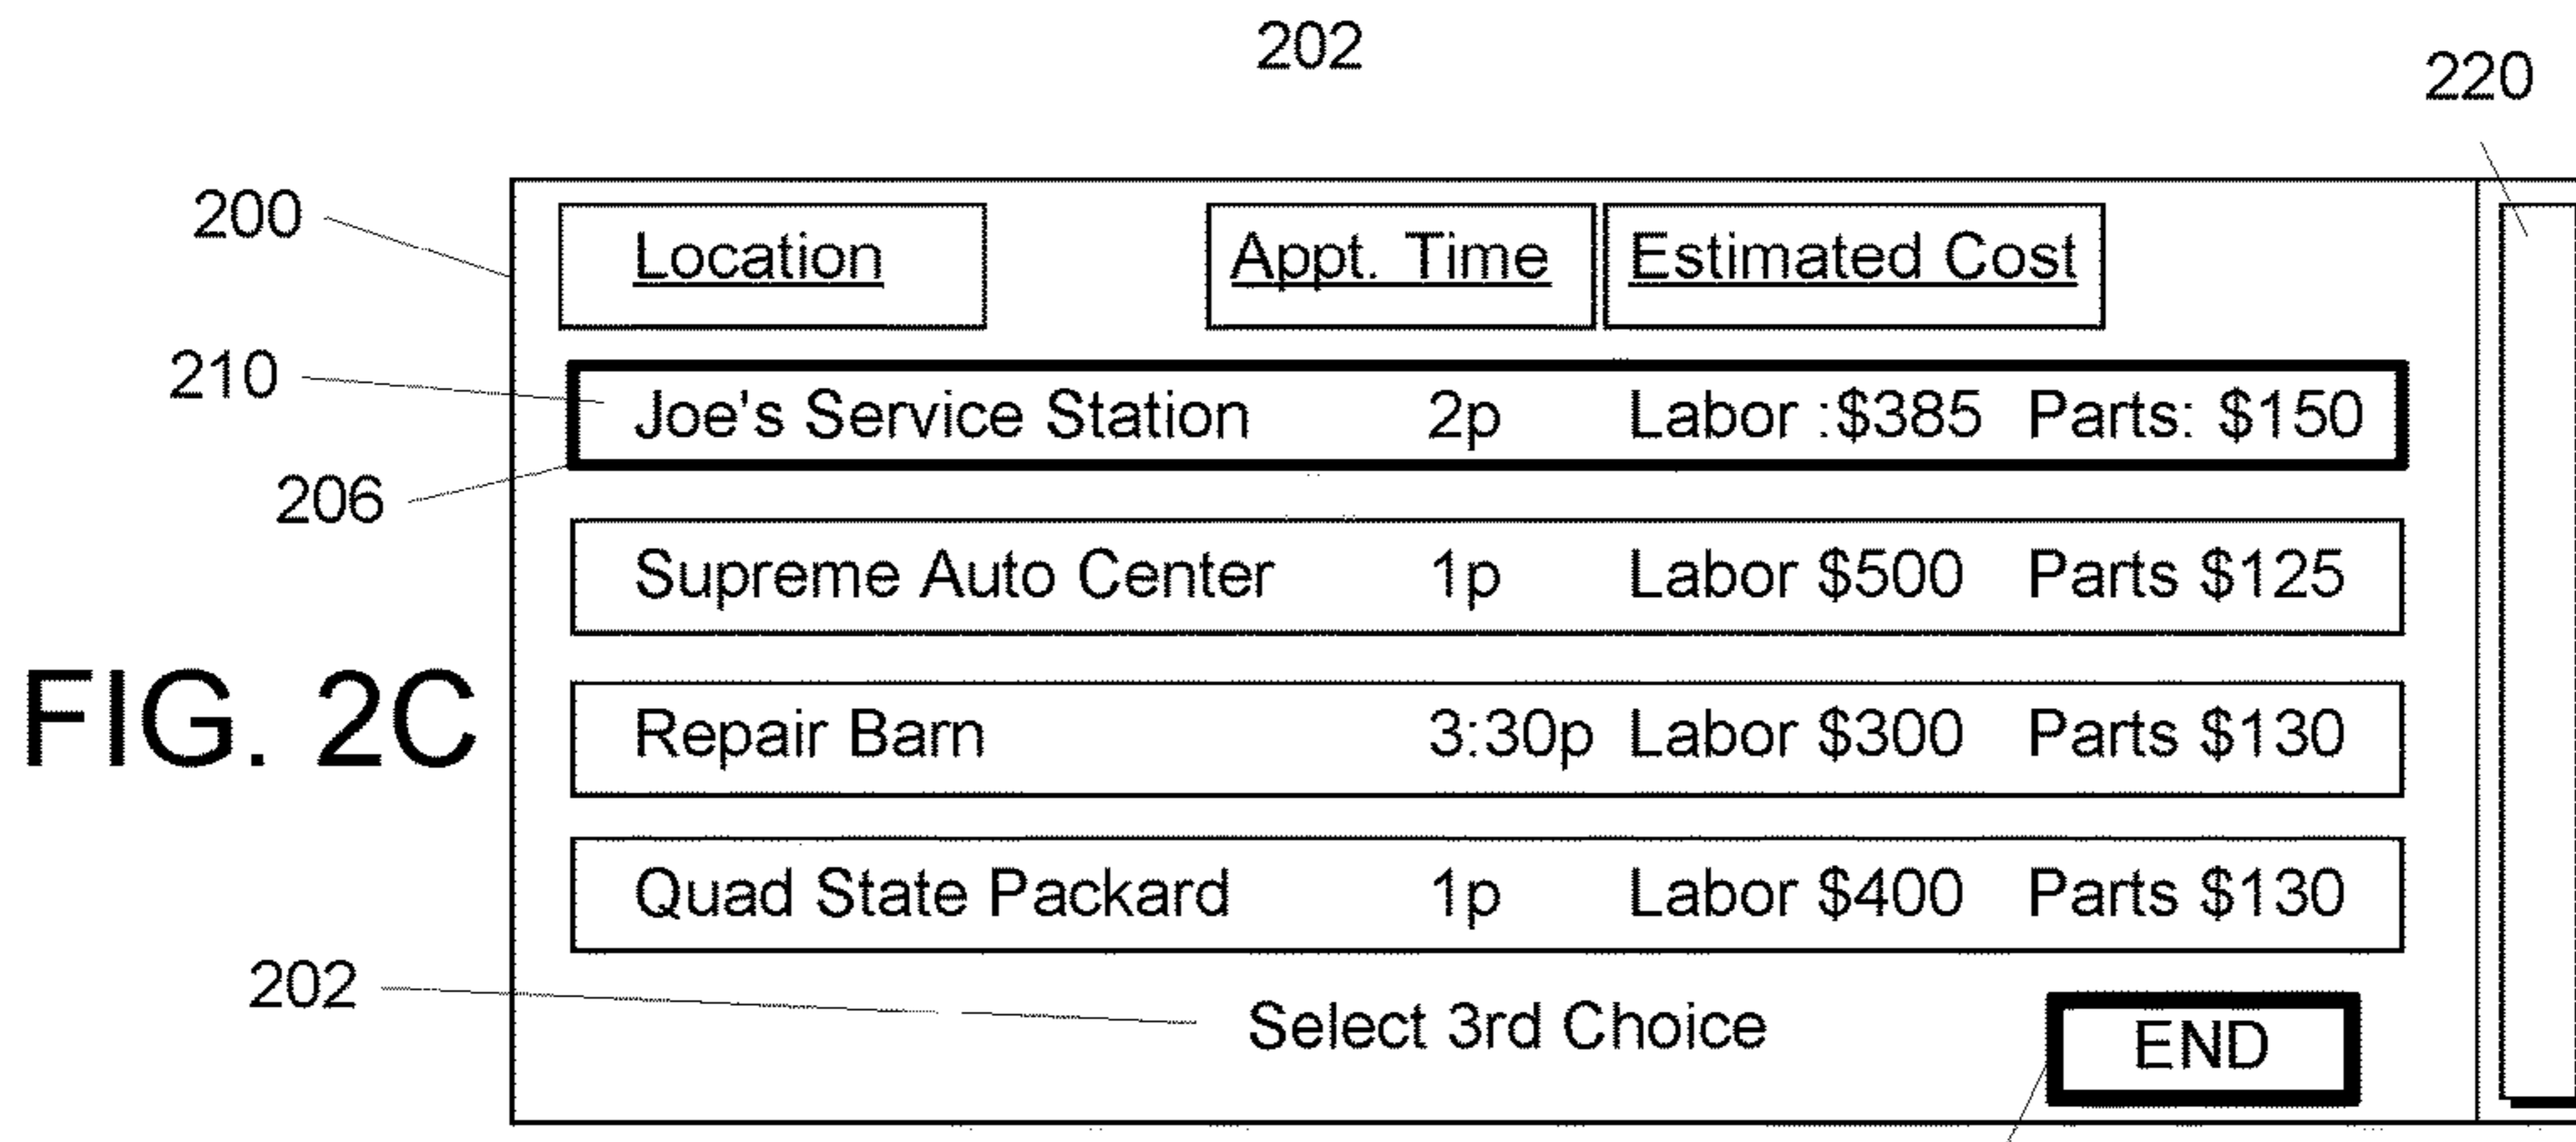 202
220
200 Location Appt. Time Estimated Cost
210 Joe's Service Station 2p Labor :$385 Parts: $150
206
Supreme Auto Center 1p Labor $500 Parts $125
FIG. 2C Repair Barn 3:30p Labor $300 Parts $130
Quad State Packard 1p Labor $400 Parts $130
202 Select 3rd Choice END